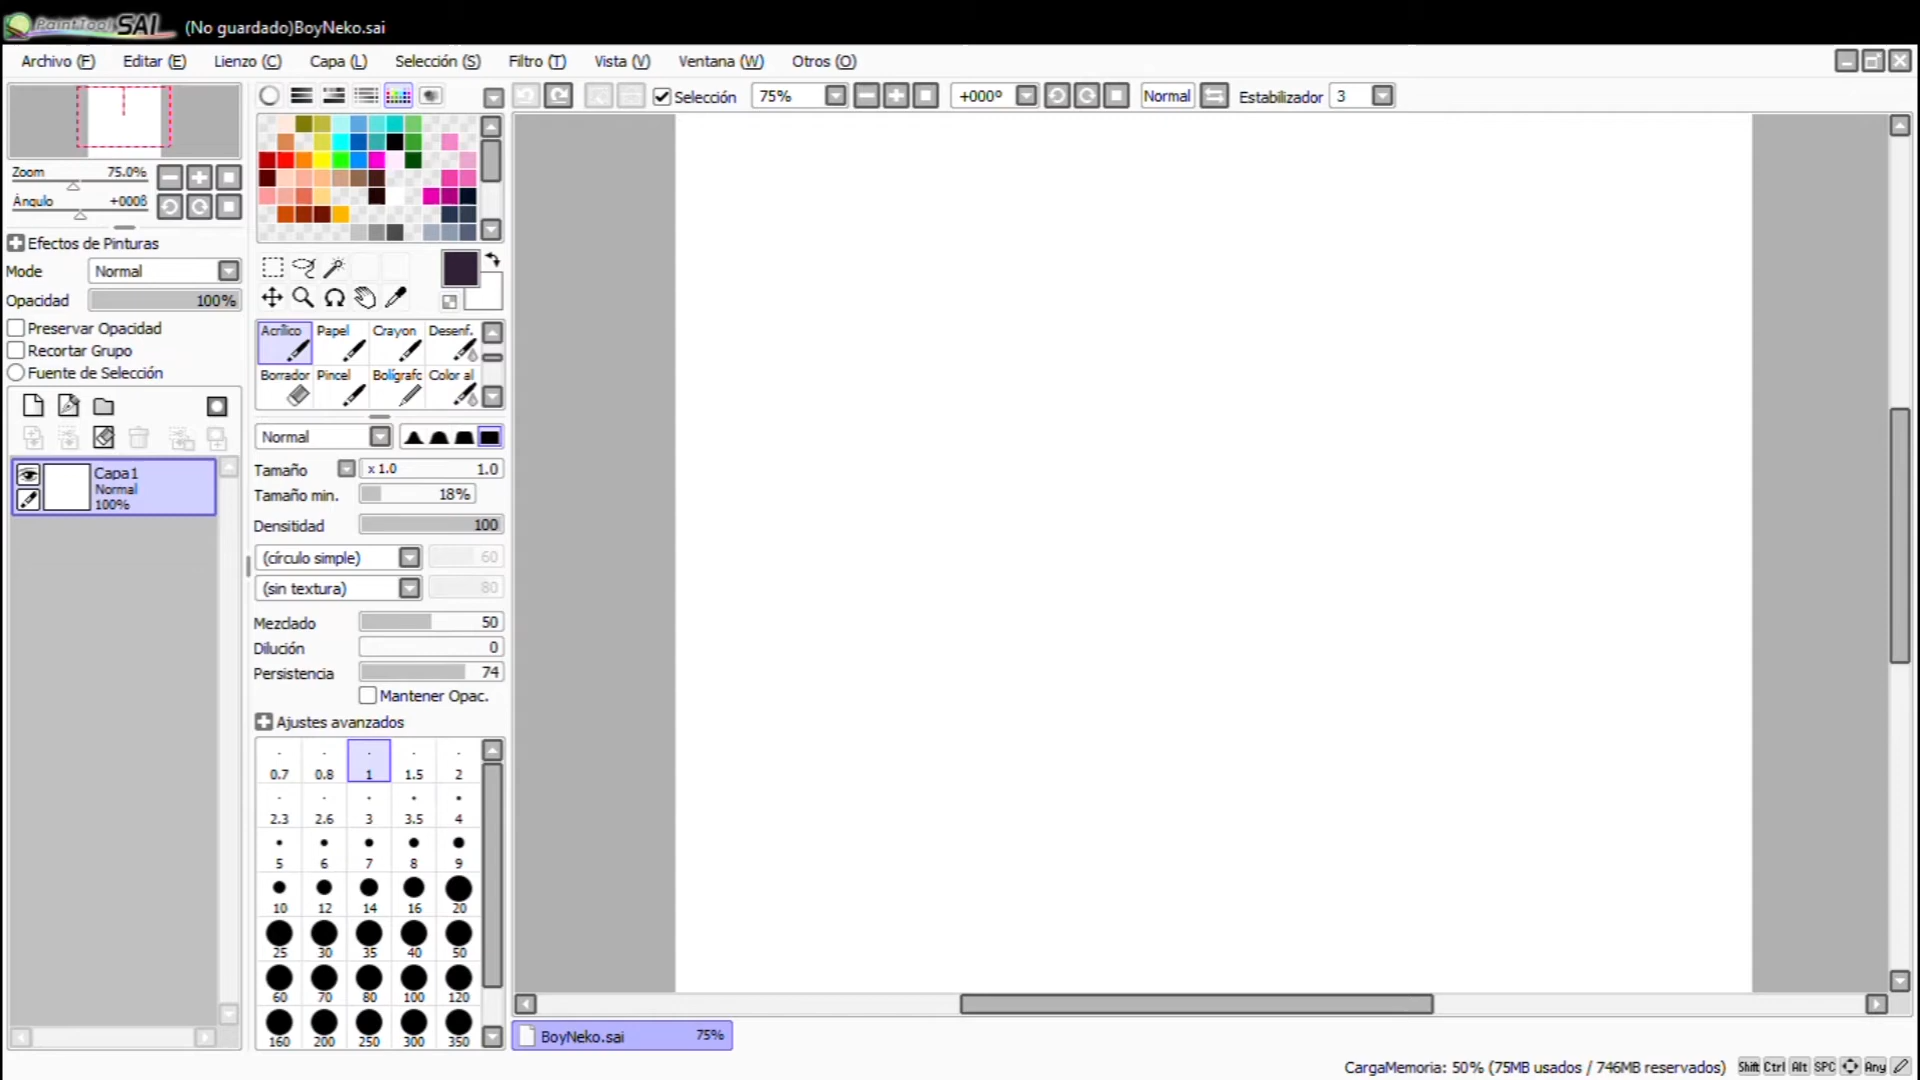 PaintTool SAI (No guardado)BoyNeko.sai
Archivo (F) Editar (E) Lienzo (C) Capa (L) Selección (S) Filtro (T) Vista (V) Ventana (W) Otros (O)
Selección 75% +000º Normal Estabilizador 3
Zoom 75.0%
Ángulo +000ß
Efectos de Pinturas
Mode Normal
Opacidad 100%
Preservar Opacidad
Recortar Grupo
Fuente de Selección
Capa1
Normal
100%
Acrílico Papel Crayon Desenf.
Borrador Pincel Bolígrafc Color al
Normal
Tamaño x 1.0 1.0
Tamaño min. 18%
Densitidad 100
(círculo simple) 60
(sin textura) 80
Mezclado 50
Dilución 0
Persistencia 74
Mantener Opac.
Ajustes avanzados
0.7 0.8 1 1.5 2
2.3 2.6 3 3.5 4
5 6 7 8 9
10 12 14 16 20
25 30 35 40 50
60 70 80 100 120
160 200 250 300 350
BoyNeko.sai 75%
CargaMemoria: 50% (75MB usados / 746MB reservados) Shift Ctrl Alt SPC Any